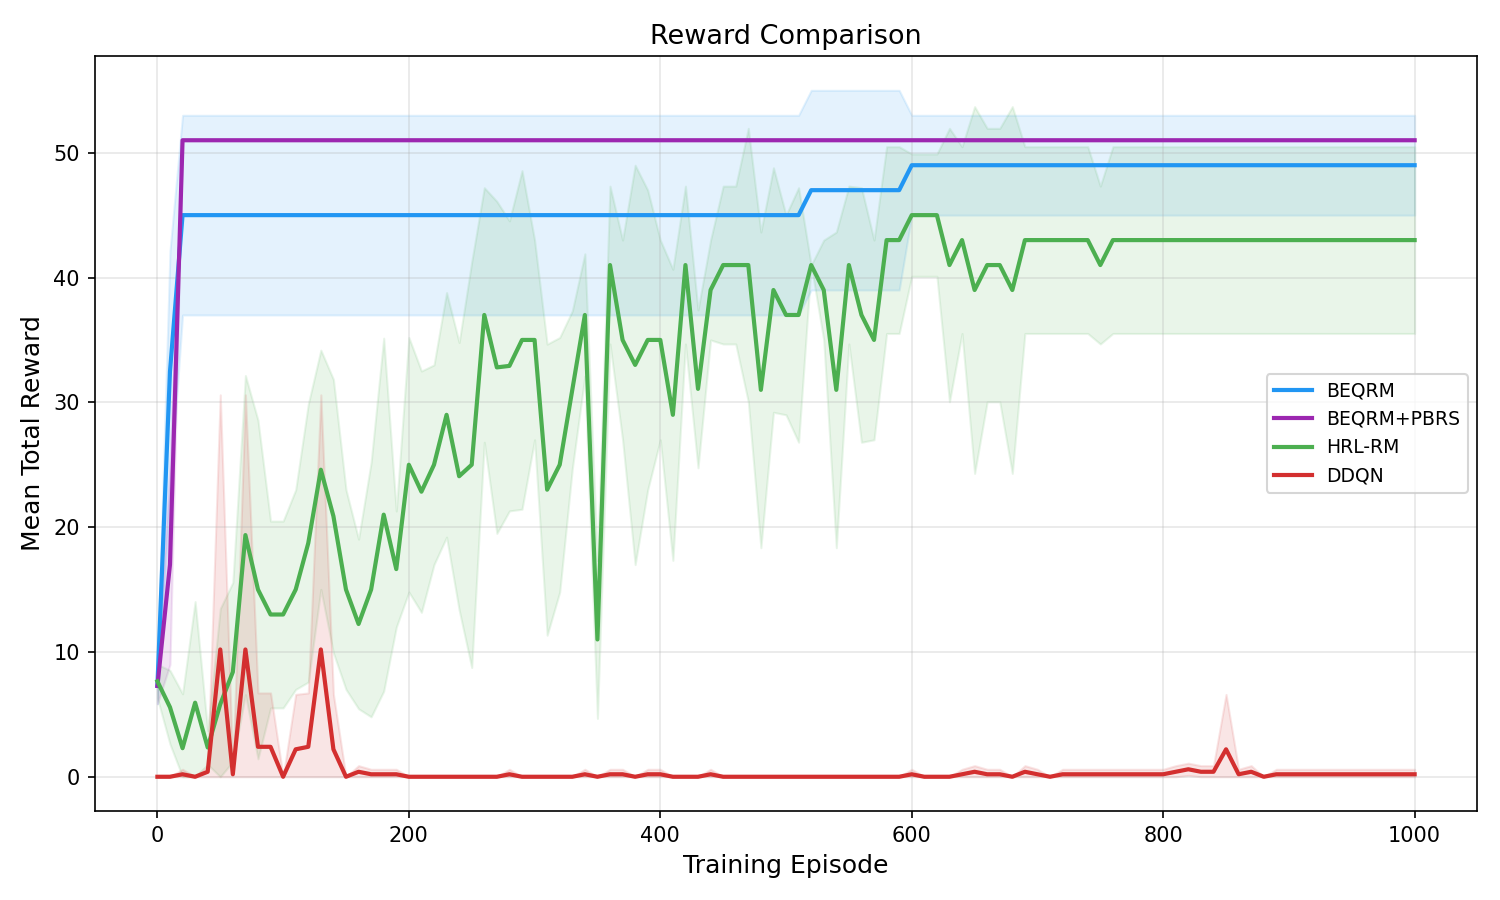 Reward Comparison
Mean Total Reward
50
40
30
20
10
0
0 200 400 600 800 1000
Training Episode
BEQRM
BEQRM+PBRS
HRL-RM
DDQN